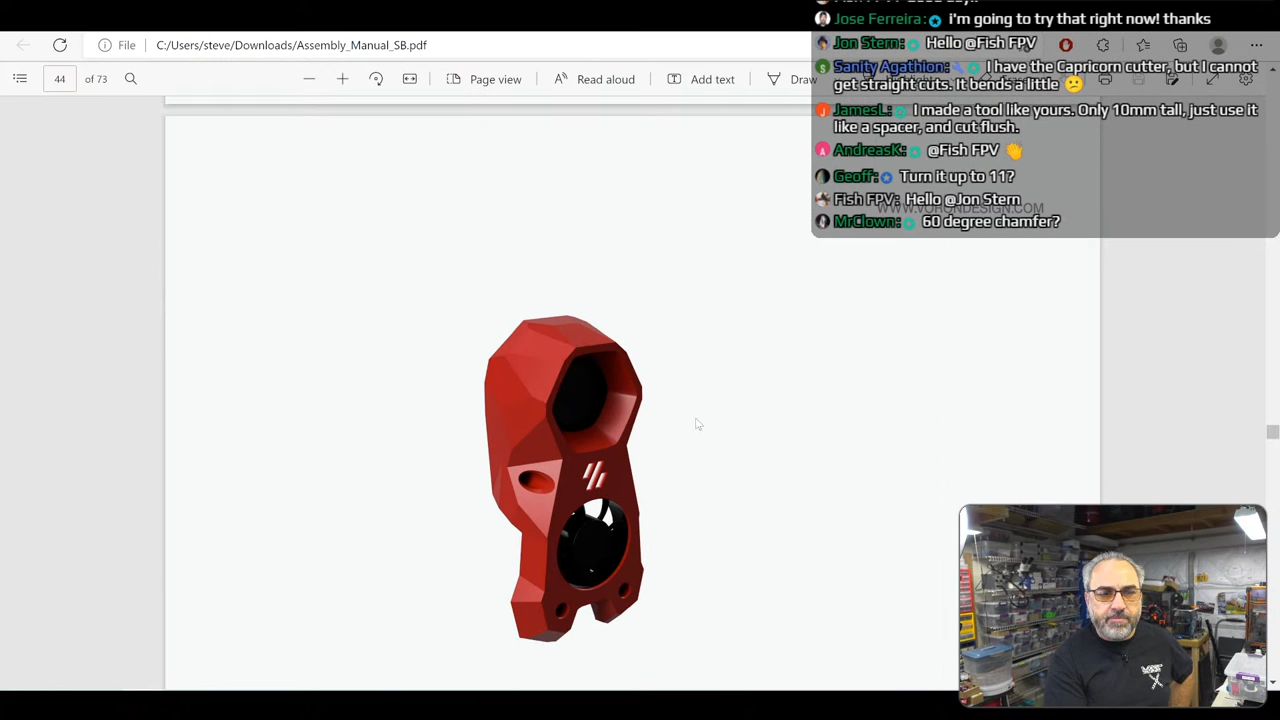 Jose Ferreira: i'm going to try that right now! thanks
File C:/Users/steve/Downloads/Assembly_Manual_SB.pdf
Jon Stern: Hello @Fish FPV
Sanity Agathion: I have the Capricorn cutter, but I cannot
get straight cuts. It bends a little
44 of 73 Page view Read aloud Add text Draw
JamesL: I made a tool like yours. Only 10mm tall, just use it
like a spacer, and cut flush.
AndreasK: @Fish FPV
Geoff: Turn it up to 11?
Fish FPV: Hello @Jon Stern
WWW.VORONDESIGN.COM
MrClown: 60 degree chamfer?